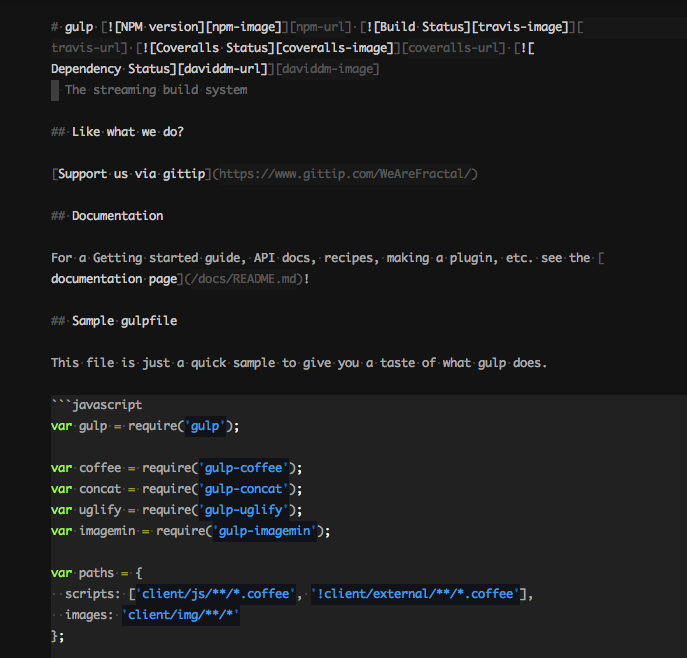 # gulp [![NPM version][npm-image]][npm-url] [![Build Status][travis-image]][
travis-url] [![Coveralls Status][coveralls-image]][coveralls-url] [![
Dependency Status][daviddm-url]][daviddm-image]
The streaming build system
## Like what we do?
[Support us via gittip](https://www.gittip.com/WeAreFractal/)
## Documentation
For a Getting started guide, API docs, recipes, making a plugin, etc. see the [
documentation page](/docs/README.md)!
## Sample gulpfile
This file is just a quick sample to give you a taste of what gulp does.
```javascript
var gulp = require('gulp');
var coffee = require('gulp-coffee');
var concat = require('gulp-concat');
var uglify = require('gulp-uglify');
var imagemin = require('gulp-imagemin');
var paths = {
  scripts: ['client/js/**/*.coffee', '!client/external/**/*.coffee'],
  images: 'client/img/**/*'
};